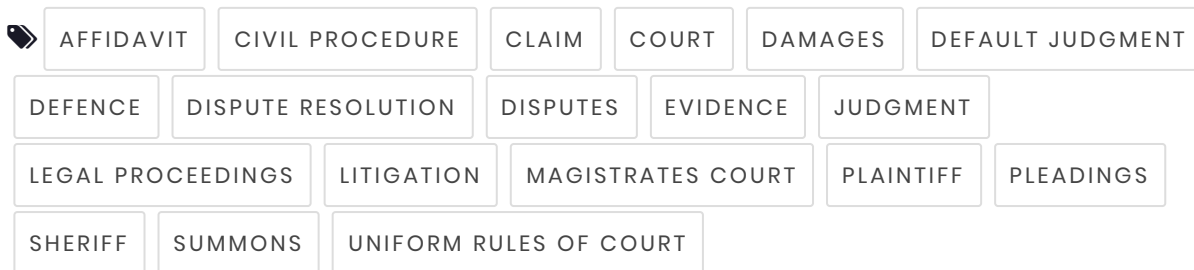 AFFIDAVIT CIVIL PROCEDURE CLAIM COURT DAMAGES DEFAULT JUDGMENT
DEFENCE DISPUTE RESOLUTION DISPUTES EVIDENCE JUDGMENT
LEGAL PROCEEDINGS LITIGATION MAGISTRATES COURT PLAINTIFF PLEADINGS
SHERIFF SUMMONS UNIFORM RULES OF COURT